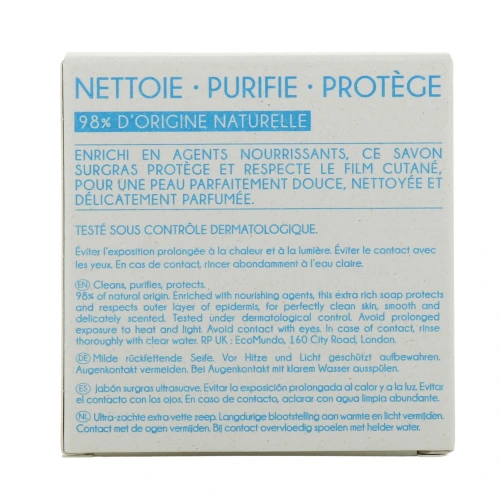 NETTOIE · PURIFIE · PROTÈGE
98% D'ORIGINE NATURELLE
ENRICHI EN AGENTS NOURRISSANTS, CE SAVON
SURGRAS PROTÈGE ET RESPECTE LE FILM CUTANÉ,
POUR UNE PEAU PARFAITEMENT DOUCE, NETTOYÉE ET
DÉLICATEMENT PARFUMÉE.
TESTÉ SOUS CONTRÔLE DERMATOLOGIQUE.
Éviter l'exposition prolongée à la chaleur et à la lumière. Éviter le contact avec
les yeux. En cas de contact, rincer abondamment à l'eau claire.
EN Cleans, purifies, protects.
98% of natural origin. Enriched with nourishing agents, this extra rich soap protects
and respects outer layer of epidermis, for perfectly clean skin, smooth and
delicately scented. Tested under dermatological control. Avoid prolonged
exposure to heat and light. Avoid contact with eyes. In case of contact, rinse
thoroughly with clear water. RP UK : EcoMundo, 160 City Road, London.
DE Milde rückfettende Seife. Vor Hitze und Licht geschützt aufbewahren.
Augenkontakt vermeiden. Bei Augenkontakt mit klarem Wasser ausspülen.
ES Jabón surgras ultrasuave. Evitar la exposición prolongada al calor y a la luz. Evitar
el contacto con los ojos. En caso de contacto, aclarar con agua limpia abundante.
NL Ultra-zachte extra vette zeep. Langdurige blootstelling aan warmte en licht vermijden.
Contact met de ogen vermijden. Bij contact overvloedig spoelen met helder water.